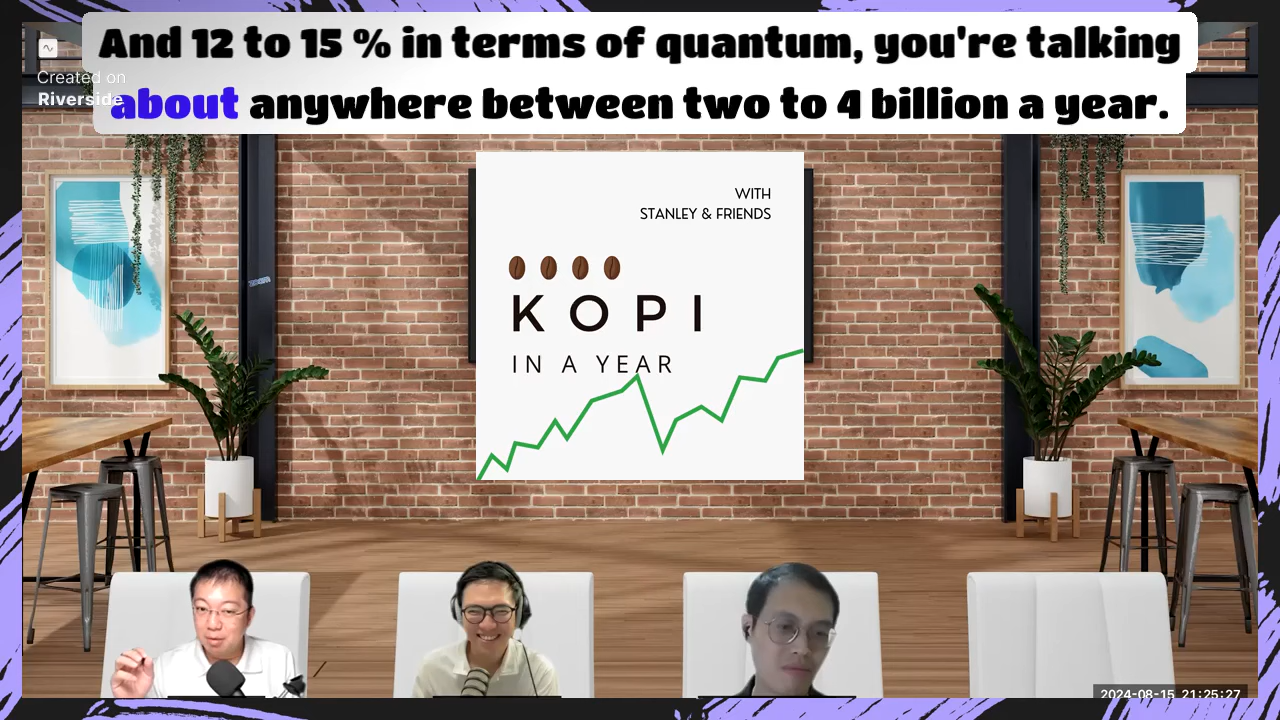 And 12 to 15 % in terms of quantum, you're talking
about anywhere between two to 4 billion a year.
Created on
Riverside
WITH
STANLEY & FRIENDS
KOPI
IN A YEAR
2024-08-15 21:25:27